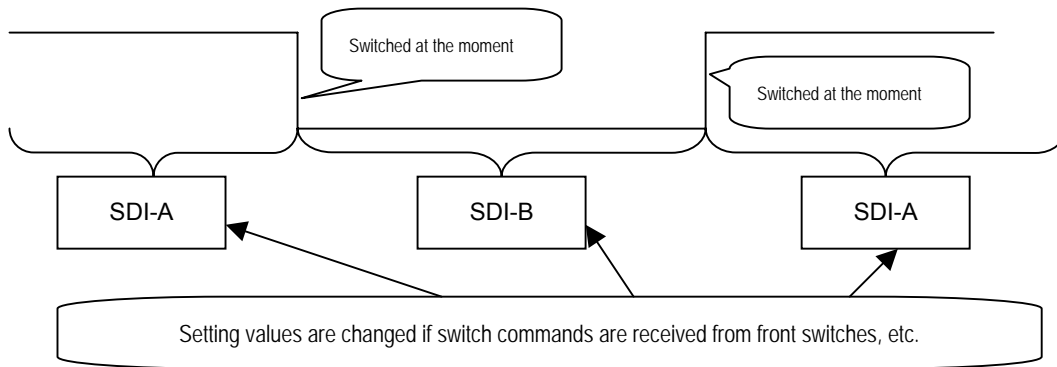 Switched at the moment
Switched at the moment
SDI-A
SDI-B
SDI-A
Setting values are changed if switch commands are received from front switches, etc.